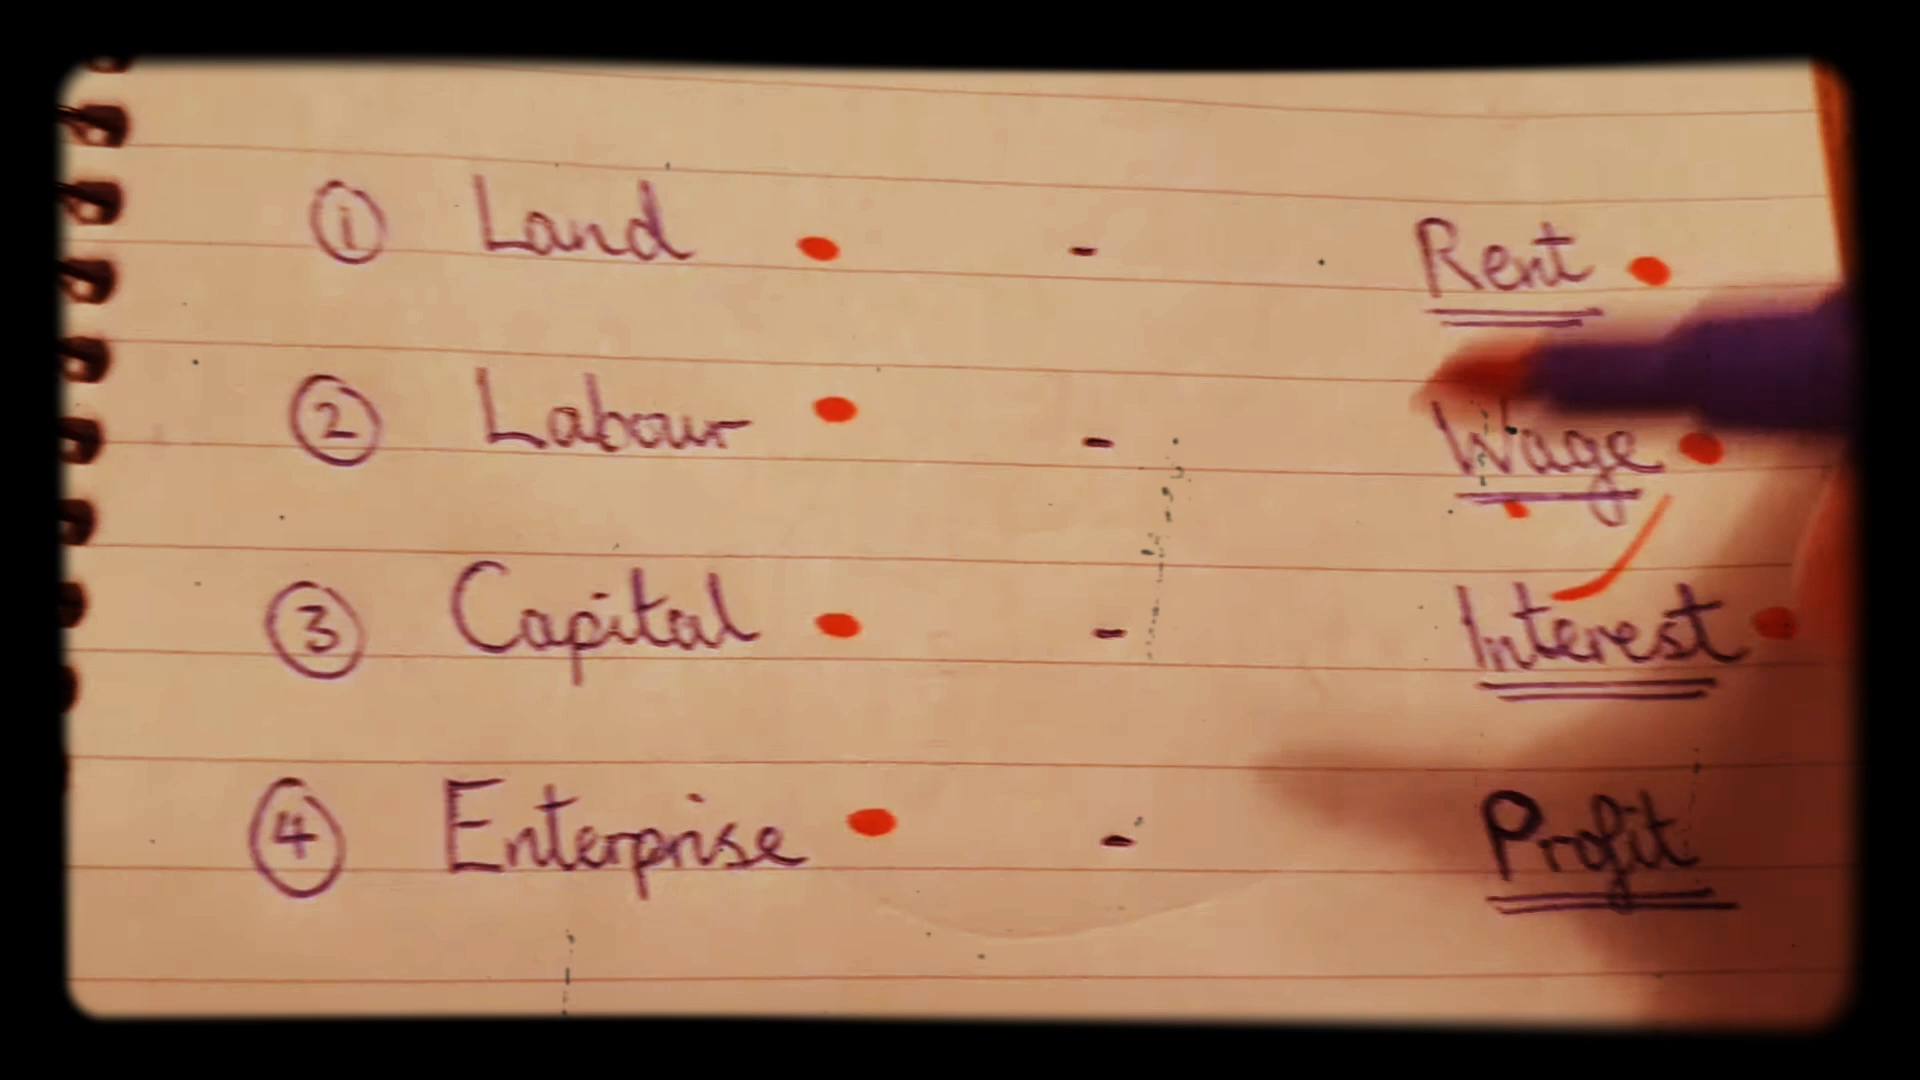 ① Land - Rent
② Labour - Wage
③ Capital - Interest
④ Enterprise - Profit